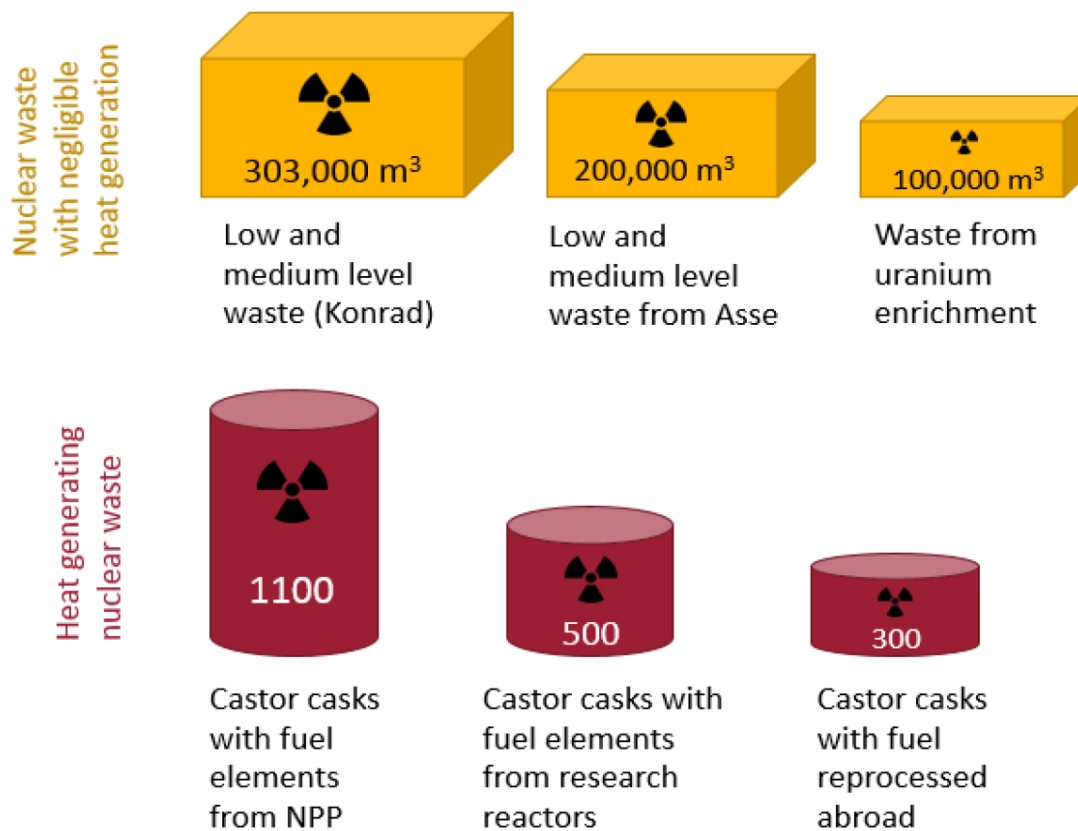 Nuclear waste
with negligible
heat generation
303,000 m³
200,000 m³
100,000 m³
Low and
medium level
waste (Konrad)
Low and
medium level
waste from Asse
Waste from
uranium
enrichment
Heat generating
nuclear waste
1100
500
300
Castor casks
with fuel
elements
from NPP
Castor casks with
fuel elements
from research
reactors
Castor casks
with fuel
reprocessed
abroad